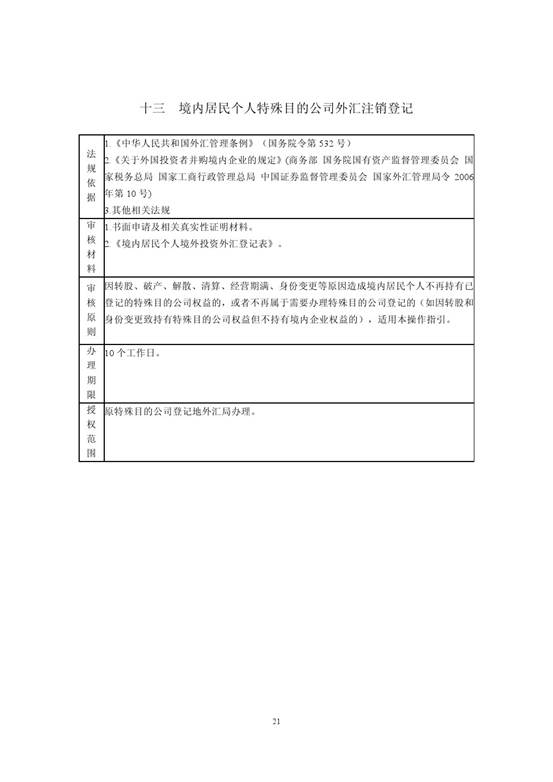 十三 境内居民个人特殊目的公司外汇注销登记
法规依据
1.《中华人民共和国外汇管理条例》（国务院令第 532 号）
2.《关于外国投资者并购境内企业的规定》(商务部 国务院国有资产监督管理委员会 国
家税务总局 国家工商行政管理总局 中国证券监督管理委员会 国家外汇管理局令 2006
年第 10 号)
3.其他相关法规
审核材料
1.书面申请及相关真实性证明材料。
2.《境内居民个人境外投资外汇登记表》。
审核原则
因转股、破产、解散、清算、经营期满、身份变更等原因造成境内居民个人不再持有已
登记的特殊目的公司权益的，或者不再属于需要办理特殊目的公司登记的（如因转股和
身份变更致持有特殊目的公司权益但不持有境内企业权益的），适用本操作指引。
办理期限
10 个工作日。
授权范围
原特殊目的公司登记地外汇局办理。
21